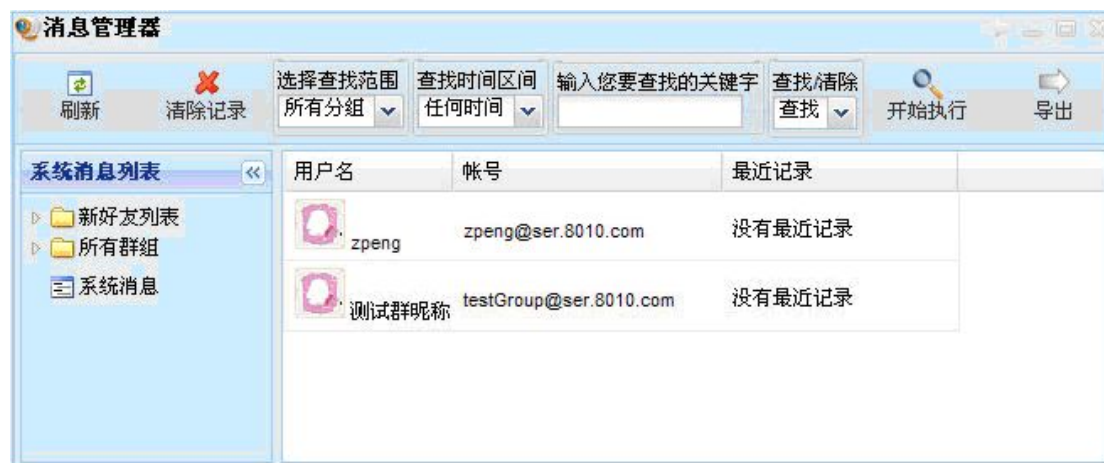 消息管理器
选择查找范围 查找时间区间 输入您要查找的关键字 查找/清除
刷新 清除记录 所有分组 任何时间 查找 开始执行 导出
系统消息列表
用户名 帐号 最近记录
新好友列表
所有群组
系统消息
zpeng zpeng@ser.8010.com 没有最近记录
测试群昵称 testGroup@ser.8010.com 没有最近记录